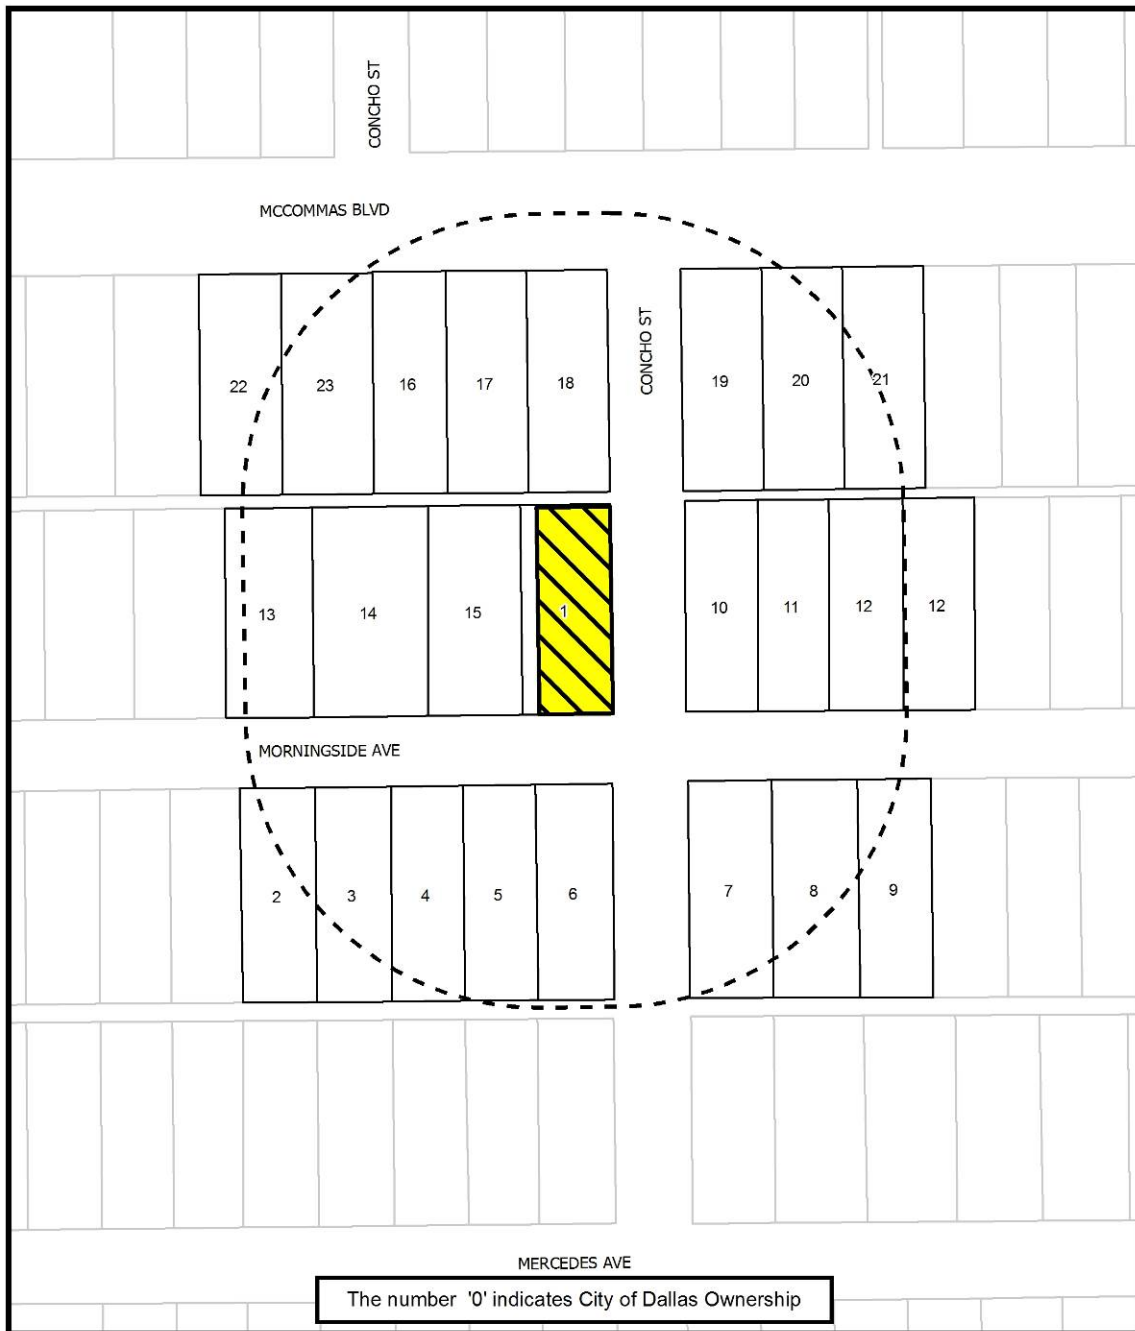 CONCHO ST
MCCOMMAS BLVD
CONCHO ST
22 23 16 17 18 19 20 21
13 14 15 1 10 11 12 12
MORNINGSIDE AVE
2 3 4 5 6 7 8 9
MERCEDES AVE
The number '0' indicates City of Dallas Ownership